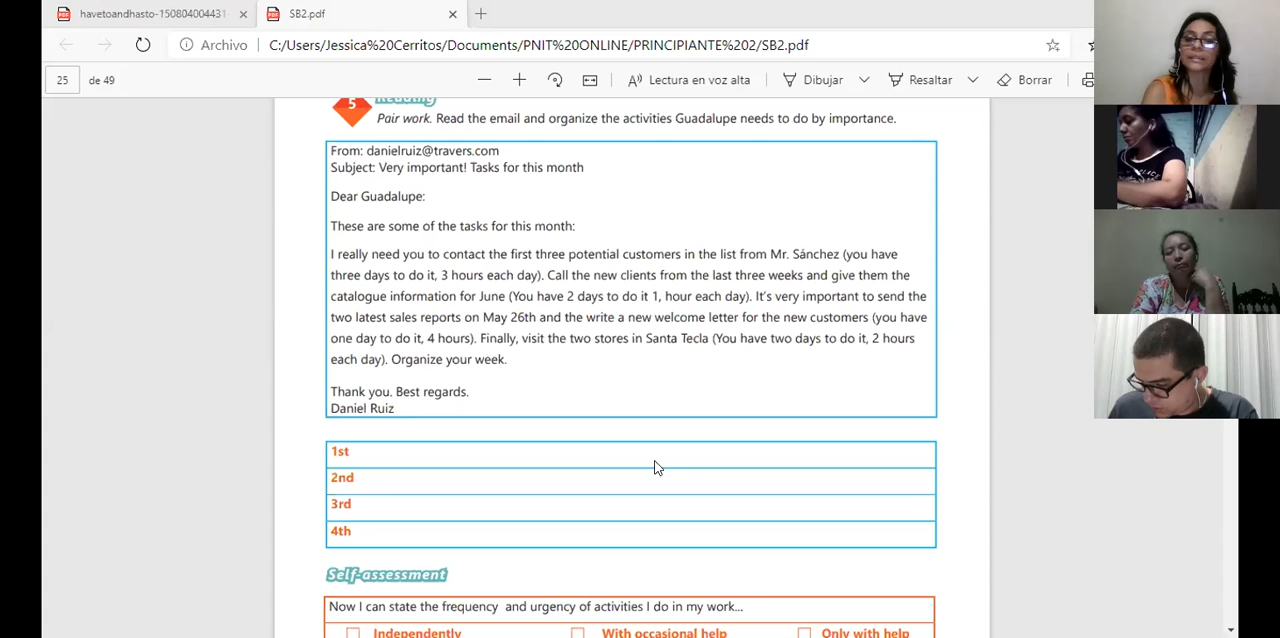 havetoandhasto-15080400443
SB2.pdf
Archivo
C:/Users/Jessica%20Cerritos/Documents/PNIT%20ONLINE/PRINCIPIANTE%202/SB2.pdf
25 de 49
Lectura en voz alta
Dibujar
Resaltar
Borrar
5 Reading
Pair work. Read the email and organize the activities Guadalupe needs to do by importance.
From: danielruiz@travers.com
Subject: Very important! Tasks for this month
Dear Guadalupe:
These are some of the tasks for this month:
I really need you to contact the first three potential customers in the list from Mr. Sánchez (you have
three days to do it, 3 hours each day). Call the new clients from the last three weeks and give them the
catalogue information for June (You have 2 days to do it 1, hour each day). It's very important to send the
two latest sales reports on May 26th and the write a new welcome letter for the new customers (you have
one day to do it, 4 hours). Finally, visit the two stores in Santa Tecla (You have two days to do it, 2 hours
each day). Organize your week.
Thank you. Best regards.
Daniel Ruiz
1st
2nd
3rd
4th
Self-assessment
Now I can state the frequency and urgency of activities I do in my work...
Independently
With occasional help
Only with help